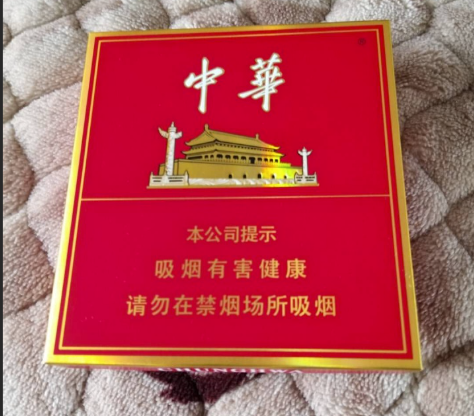 中華
本公司提示
吸烟有害健康
请勿在禁烟场所吸烟